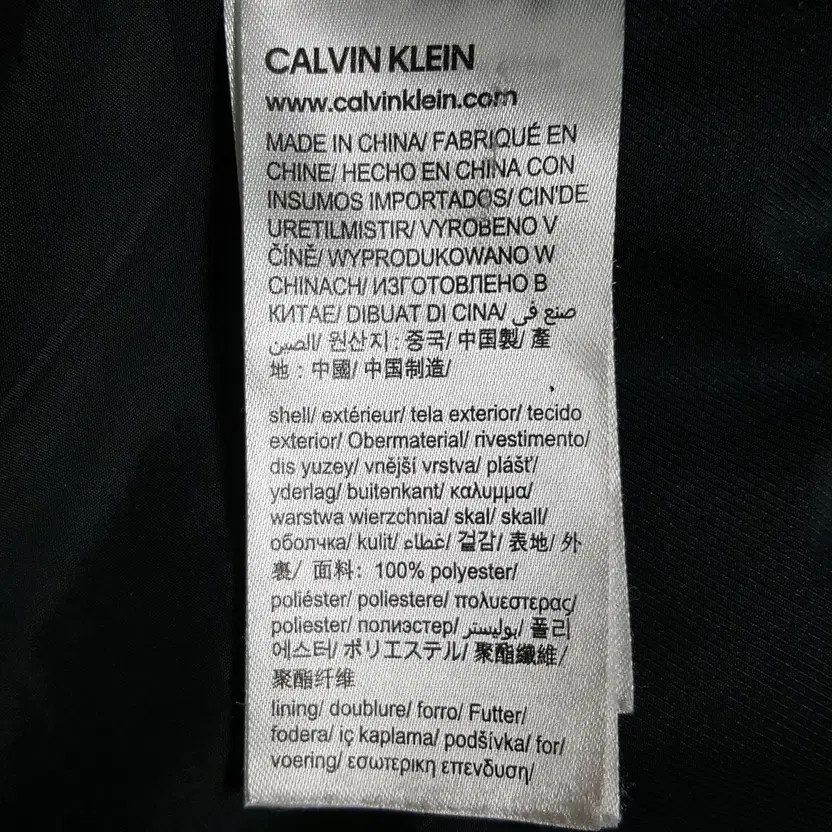 CALVIN KLEIN
www.calvinklein.com
MADE IN CHINA/ FABRIQUÉ EN
CHINE/ HECHO EN CHINA CON
INSUMOS IMPORTADOS/ CIN'DE
URETILMISTIR/ VYROBENO V
ČÍNĚ/ WYPRODUKOWANO W
CHINACH/ ИЗГОТОВЛЕНО В
КИТАЕ/ DIBUAT DI CINA/ صنع في
الصين/ 원산지 : 중국/ 中国製/ 產
地 : 中國/ 中国制造/
shell/ extérieur/ tela exterior/ tecido
exterior/ Obermaterial/ rivestimento/
dis yuzey/ vnější vrstva/ plášť/
yderlag/ buitenkant/ καλυμμα/
warstwa wierzchnia/ skal/ skall/
оболчка/ kulit/ غطاء/ 겉감/ 表地/ 外
裏/ 面料: 100% polyester/
poliéster/ poliestere/ πολυεστερας/
poliester/ полиэстер/ بوليستر/ 폴리
에스터/ ポリエステル/ 聚酯纖維/
聚酯纤维
lining/ doublure/ forro/ Futter/
fodera/ iç kaplama/ podšívka/ for/
voering/ εσωτερικη επενδυση/